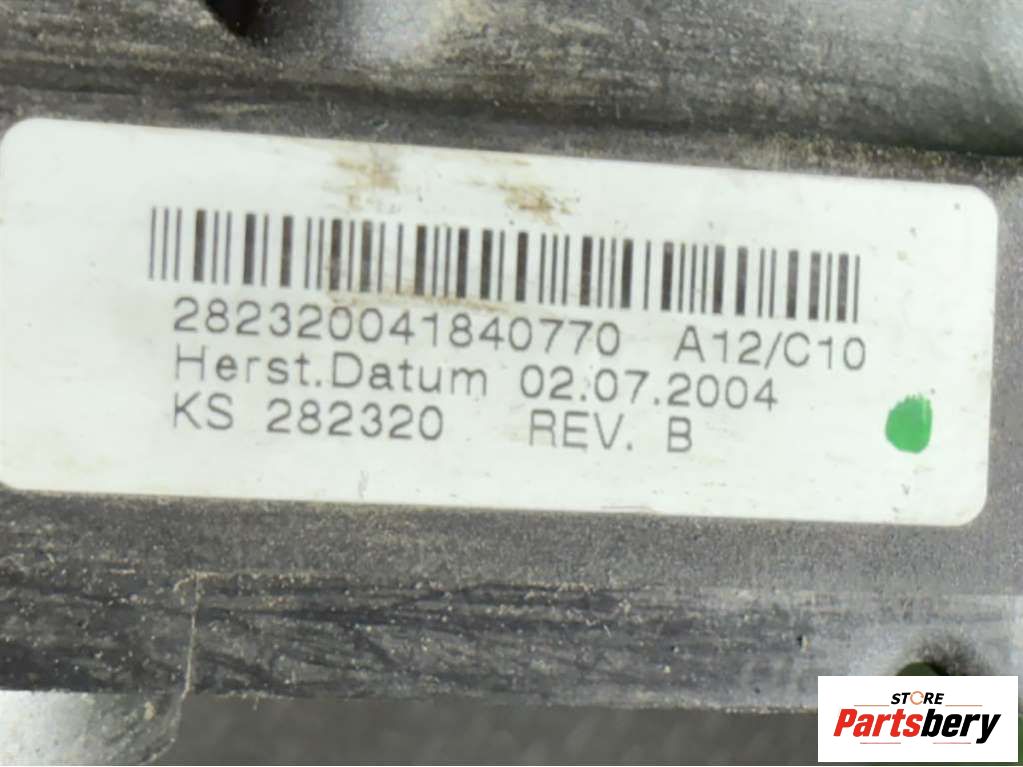 282320041840770 A12/C10
Herst.Datum 02.07.2004
KS 282320 REV. B
STORE
Partsbery